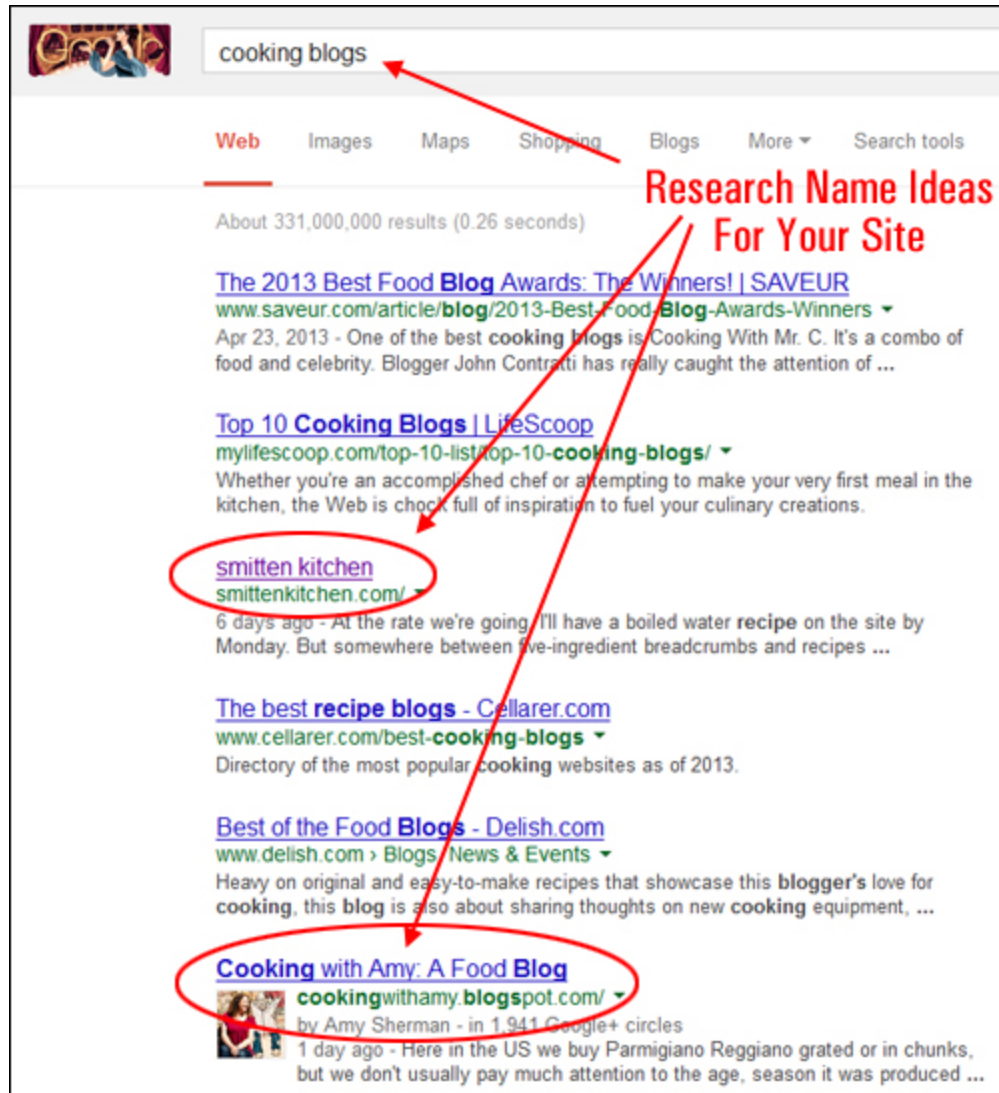 Google
cooking blogs
Web Images Maps Shopping Blogs More Search tools
Research Name Ideas
For Your Site
About 331,000,000 results (0.26 seconds)
The 2013 Best Food Blog Awards: The Winners! | SAVEUR
www.saveur.com/article/blog/2013-Best-Food-Blog-Awards-Winners
Apr 23, 2013 - One of the best cooking blogs is Cooking With Mr. C. It's a combo of
food and celebrity. Blogger John Contratti has really caught the attention of ...
Top 10 Cooking Blogs | LifeScoop
mylifescoop.com/top-10-list/top-10-cooking-blogs/
Whether you're an accomplished chef or attempting to make your very first meal in the
kitchen, the Web is chock full of inspiration to fuel your culinary creations.
smitten kitchen
smittenkitchen.com/
6 days ago - At the rate we're going, I'll have a boiled water recipe on the site by
Monday. But somewhere between five-ingredient breadcrumbs and recipes ...
The best recipe blogs - Cellarer.com
www.cellarer.com/best-cooking-blogs
Directory of the most popular cooking websites as of 2013.
Best of the Food Blogs - Delish.com
www.delish.com › Blogs, News & Events
Heavy on original and easy-to-make recipes that showcase this blogger's love for
cooking, this blog is also about sharing thoughts on new cooking equipment, ...
Cooking with Amy: A Food Blog
cookingwithamy.blogspot.com/
by Amy Sherman - in 1,941 Google+ circles
1 day ago - Here in the US we buy Parmigiano Reggiano grated or in chunks,
but we don't usually pay much attention to the age, season it was produced ...